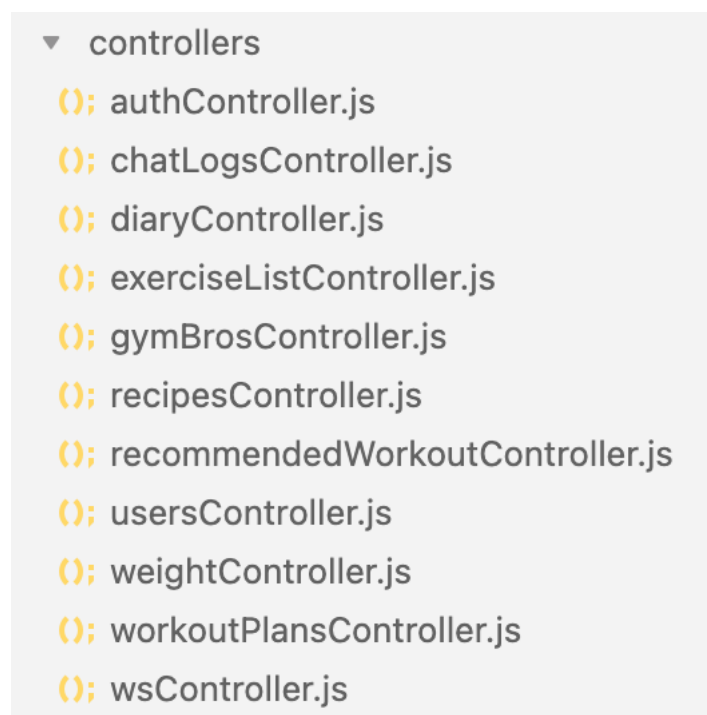 controllers
(); authController.js
(); chatLogsController.js
(); diaryController.js
(); exerciseListController.js
(); gymBrosController.js
(); recipesController.js
(); recommendedWorkoutController.js
(); usersController.js
(); weightController.js
(); workoutPlansController.js
(); wsController.js